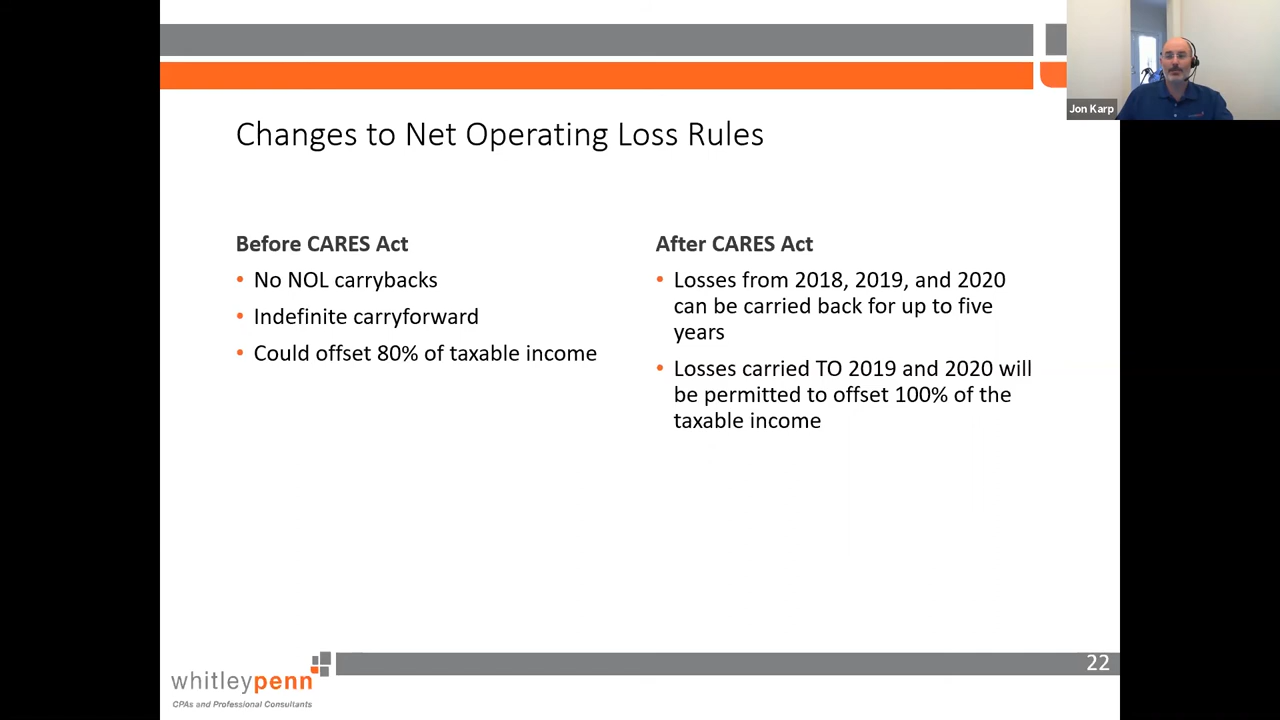 Jon Karp
Changes to Net Operating Loss Rules
Before CARES Act
• No NOL carrybacks
• Indefinite carryforward
• Could offset 80% of taxable income
After CARES Act
• Losses from 2018, 2019, and 2020
can be carried back for up to five
years
• Losses carried TO 2019 and 2020 will
be permitted to offset 100% of the
taxable income
22
whitleypenn
CPAs and Professional Consultants